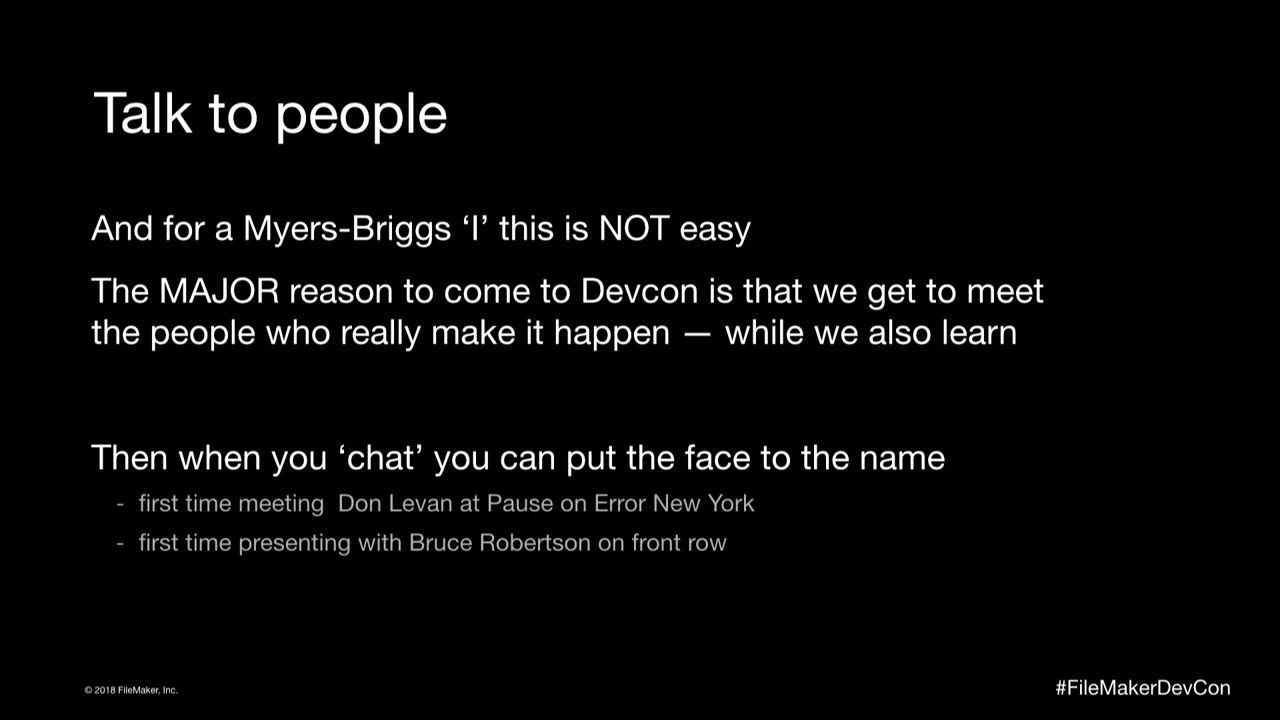 Talk to people
And for a Myers-Briggs ‘I’ this is NOT easy
The MAJOR reason to come to Devcon is that we get to meet
the people who really make it happen — while we also learn
Then when you ‘chat’ you can put the face to the name
- first time meeting  Don Levan at Pause on Error New York
- first time presenting with Bruce Robertson on front row
© 2018 FileMaker, Inc.
#FileMakerDevCon